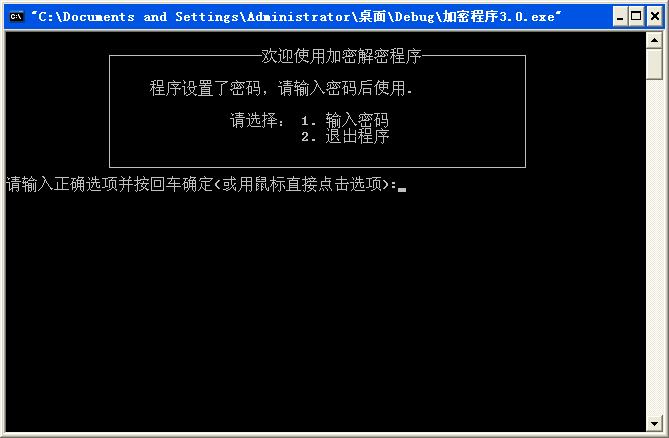 "C:\Documents and Settings\Administrator\桌面\Debug\加密程序3.0.exe"
欢迎使用加密解密程序
程序设置了密码,请输入密码后使用.
请选择: 1. 输入密码
2. 退出程序
请输入正确选项并按回车确定(或用鼠标直接点击选项):